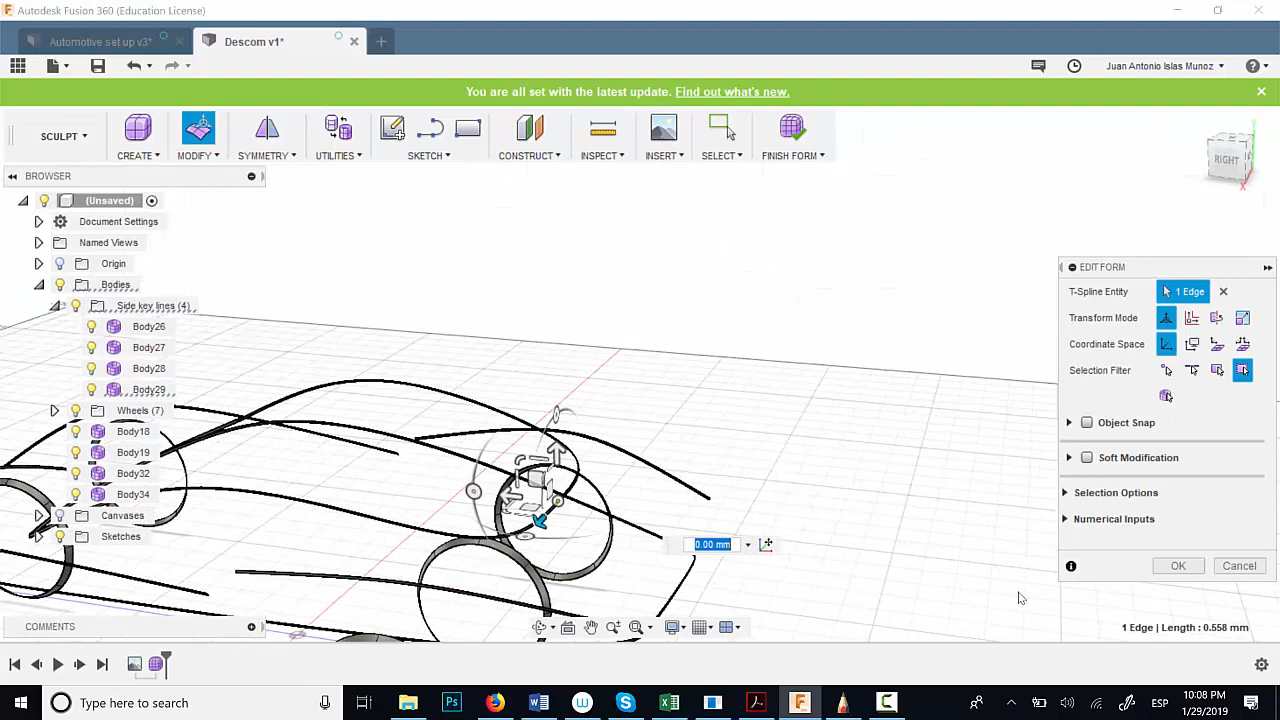 Autodesk Fusion 360 (Education License)
Automotive set up v3*
Descom v1*
Juan Antonio Islas Munoz
You are all set with the latest update. Find out what's new.
SCULPT
CREATE
MODIFY
SYMMETRY
UTILITIES
SKETCH
CONSTRUCT
INSPECT
INSERT
SELECT
FINISH FORM
RIGHT
BROWSER
(Unsaved)
Document Settings
Named Views
Origin
Bodies
Side key lines (4)
Body26
Body27
Body28
Body29
Wheels (7)
Body18
Body19
Body32
Body34
Canvases
Sketches
EDIT FORM
T-Spline Entity
1 Edge
Transform Mode
Coordinate Space
Selection Filter
Object Snap
Soft Modification
Selection Options
Numerical Inputs
OK
Cancel
0.00 mm
COMMENTS
1 Edge | Length : 0.558 mm
Type here to search
ESP
10:08 PM
1/29/2019